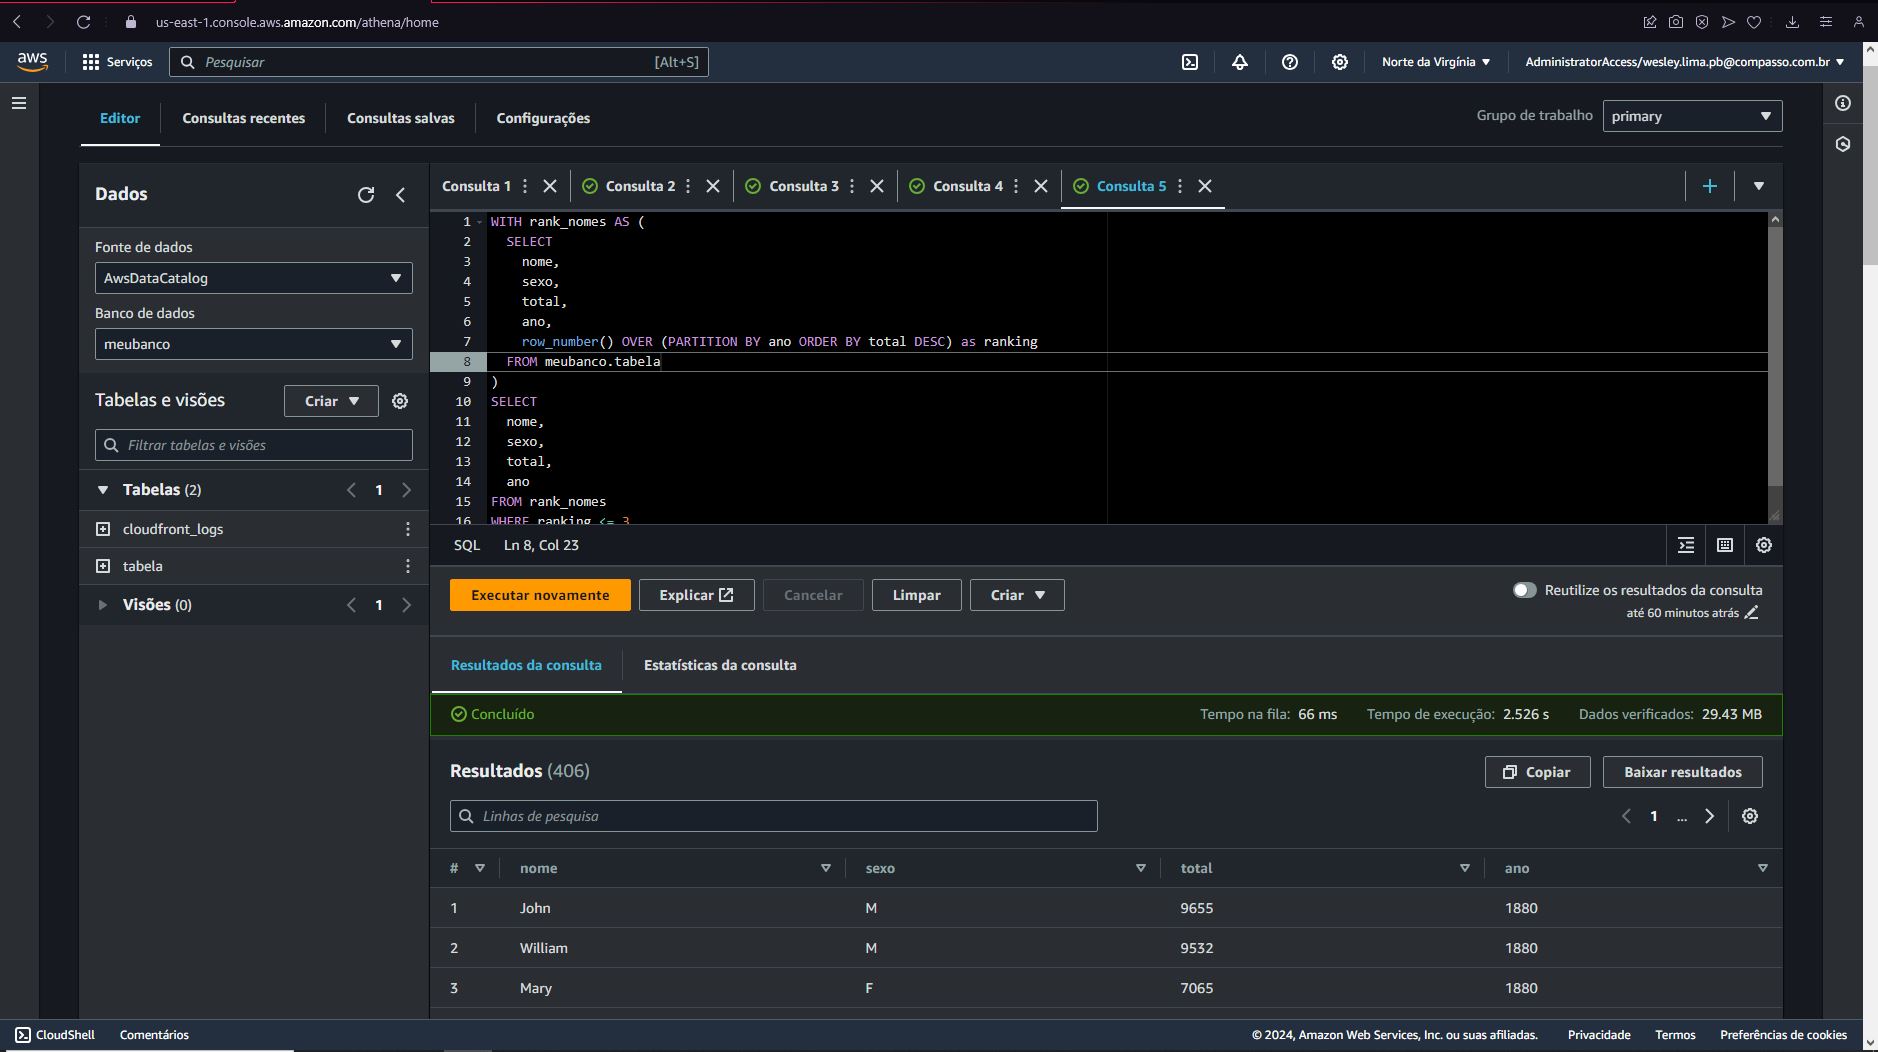 us-east-1.console.aws.amazon.com/athena/home
aws
Serviços
Pesquisar
[Alt+S]
Norte da Virgínia
AdministratorAccess/wesley.lima.pb@compasso.com.br
Editor
Consultas recentes
Consultas salvas
Configurações
Grupo de trabalho
primary
Dados
Fonte de dados
AwsDataCatalog
Banco de dados
meubanco
Tabelas e visões
Criar
Filtrar tabelas e visões
Tabelas (2)
1
cloudfront_logs
tabela
Visões (0)
1
Consulta 1
Consulta 2
Consulta 3
Consulta 4
Consulta 5
1 WITH rank_nomes AS (
2 SELECT
3 nome,
4 sexo,
5 total,
6 ano,
7 row_number() OVER (PARTITION BY ano ORDER BY total DESC) as ranking
8 FROM meubanco.tabela
9 )
10 SELECT
11 nome,
12 sexo,
13 total,
14 ano
15 FROM rank_nomes
16 WHERE ranking <= 3
SQL
Ln 8, Col 23
Executar novamente
Explicar
Cancelar
Limpar
Criar
Reutilize os resultados da consulta
até 60 minutos atrás
Resultados da consulta
Estatísticas da consulta
Concluído
Tempo na fila: 66 ms
Tempo de execução: 2.526 s
Dados verificados: 29.43 MB
Resultados (406)
Copiar
Baixar resultados
Linhas de pesquisa
1 ...
# nome sexo total ano
1 John M 9655 1880
2 William M 9532 1880
3 Mary F 7065 1880
CloudShell
Comentários
© 2024, Amazon Web Services, Inc. ou suas afiliadas.
Privacidade
Termos
Preferências de cookies